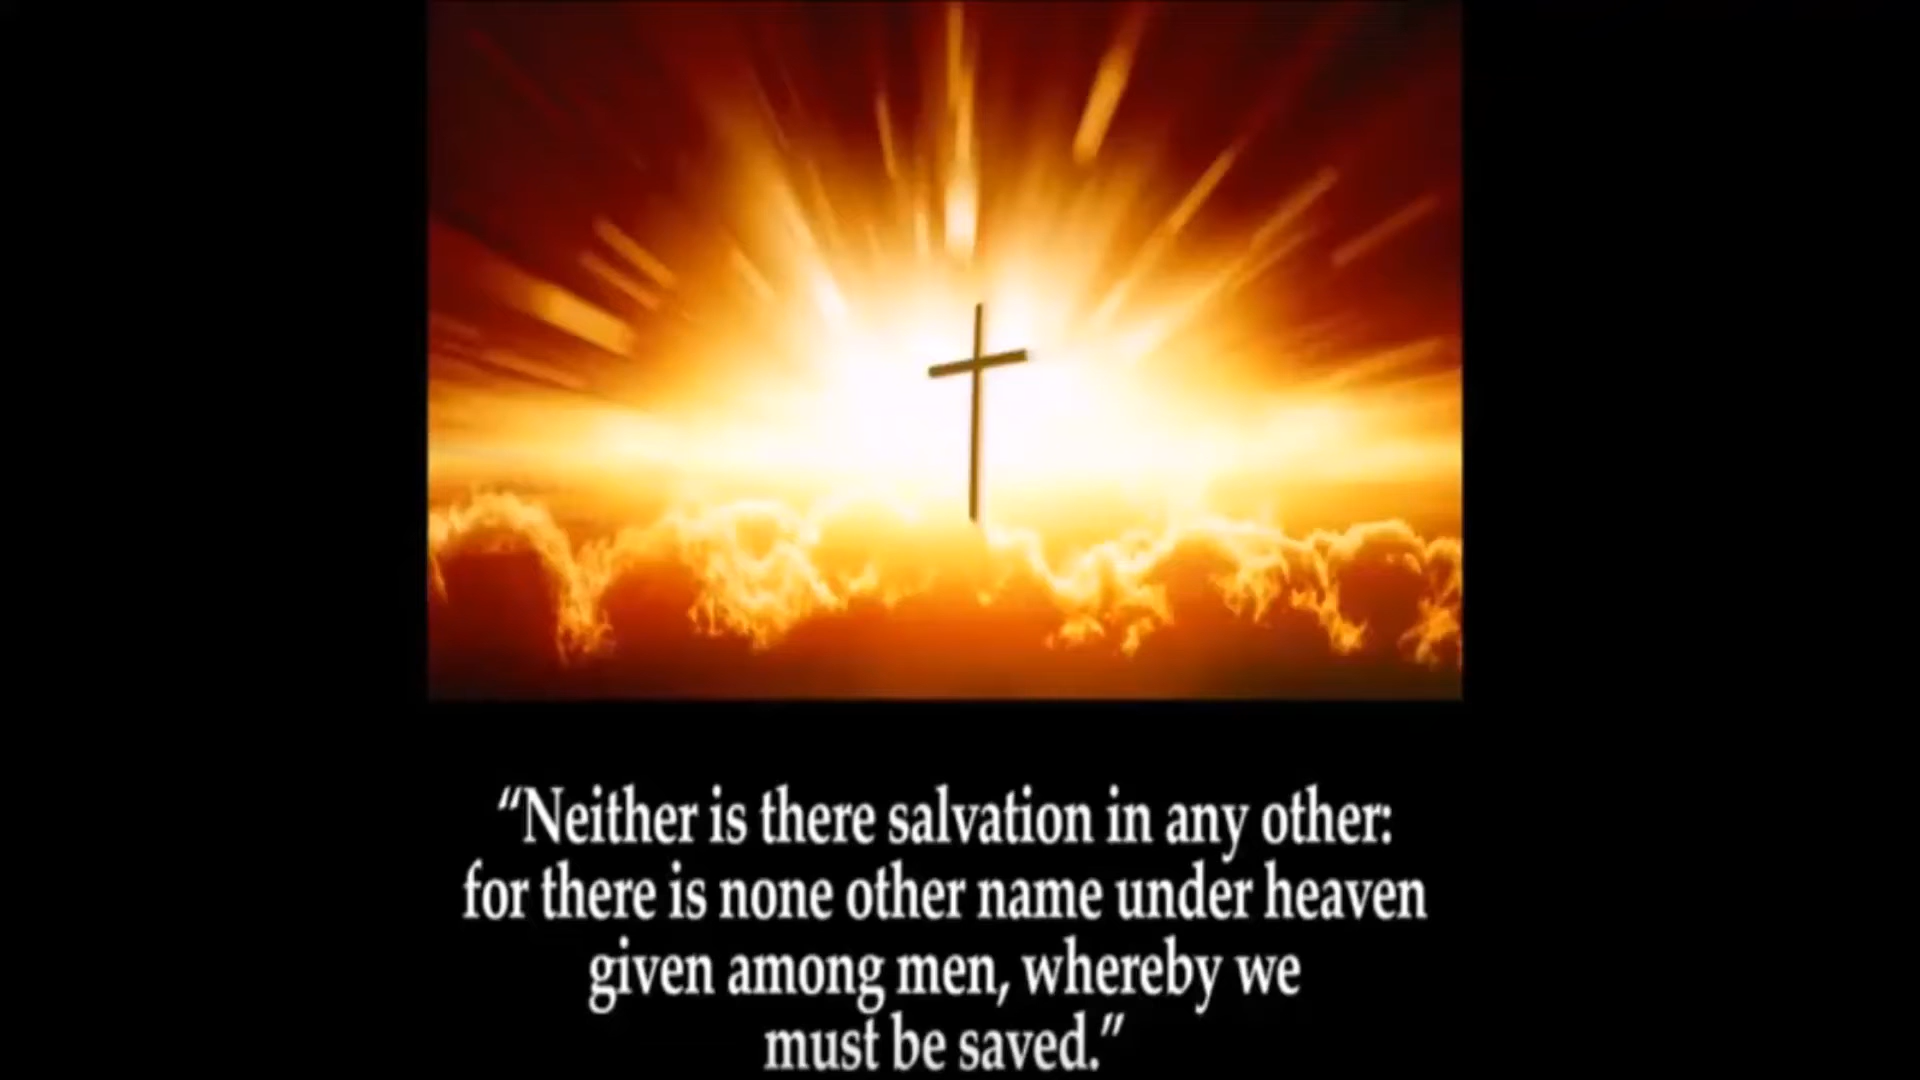 “Neither is there salvation in any other:
for there is none other name under heaven
given among men, whereby we
must be saved.”